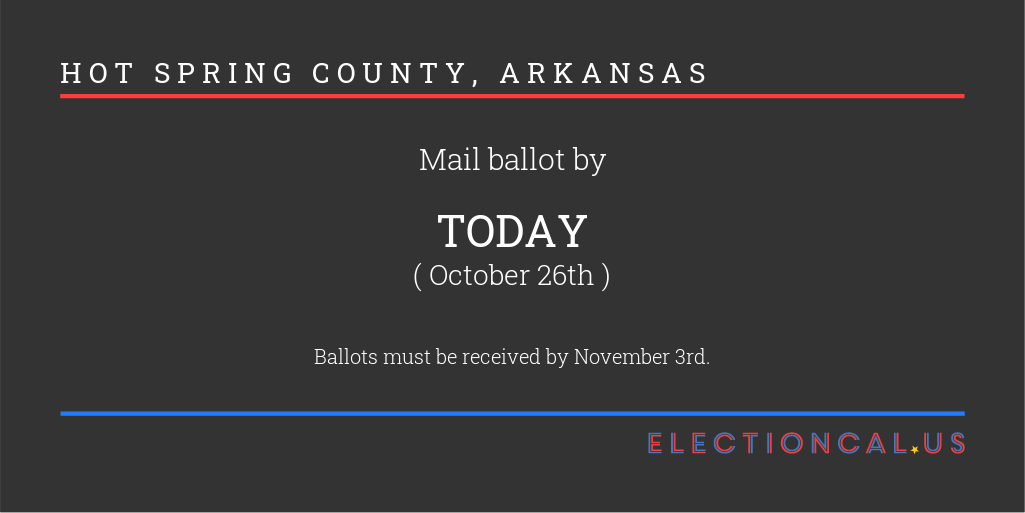 HOT SPRING COUNTY, ARKANSAS
Mail ballot by
TODAY
( October 26th )
Ballots must be received by November 3rd.
ELECTIONCAL.US